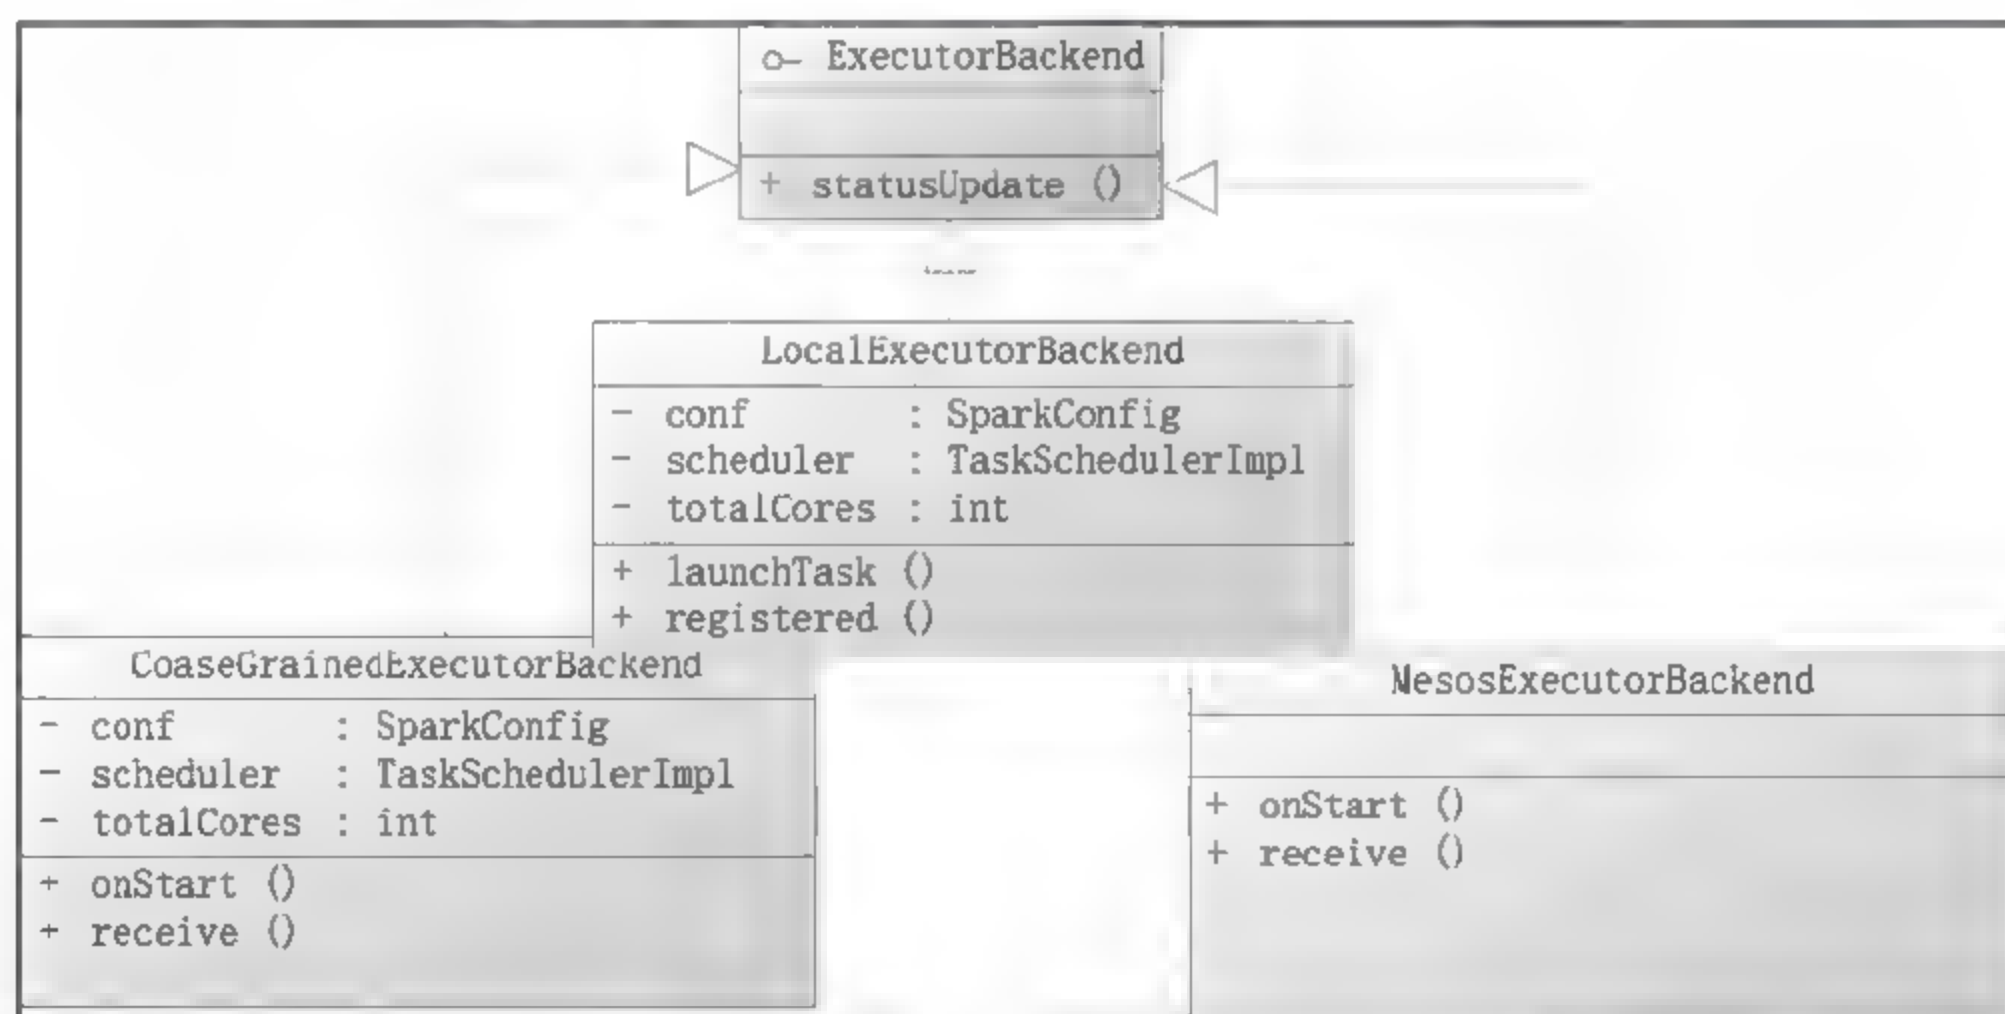 ExecutorBackend
+ statusUpdate ()
LocalExecutorBackend
- conf : SparkConfig
- scheduler : TaskSchedulerImpl
- totalCores : int
+ launchTask ()
+ registered ()
CoaseGrainedExecutorBackend
- conf : SparkConfig
- scheduler : TaskSchedulerImpl
- totalCores : int
+ onStart ()
+ receive ()
MesosExecutorBackend
+ onStart ()
+ receive ()